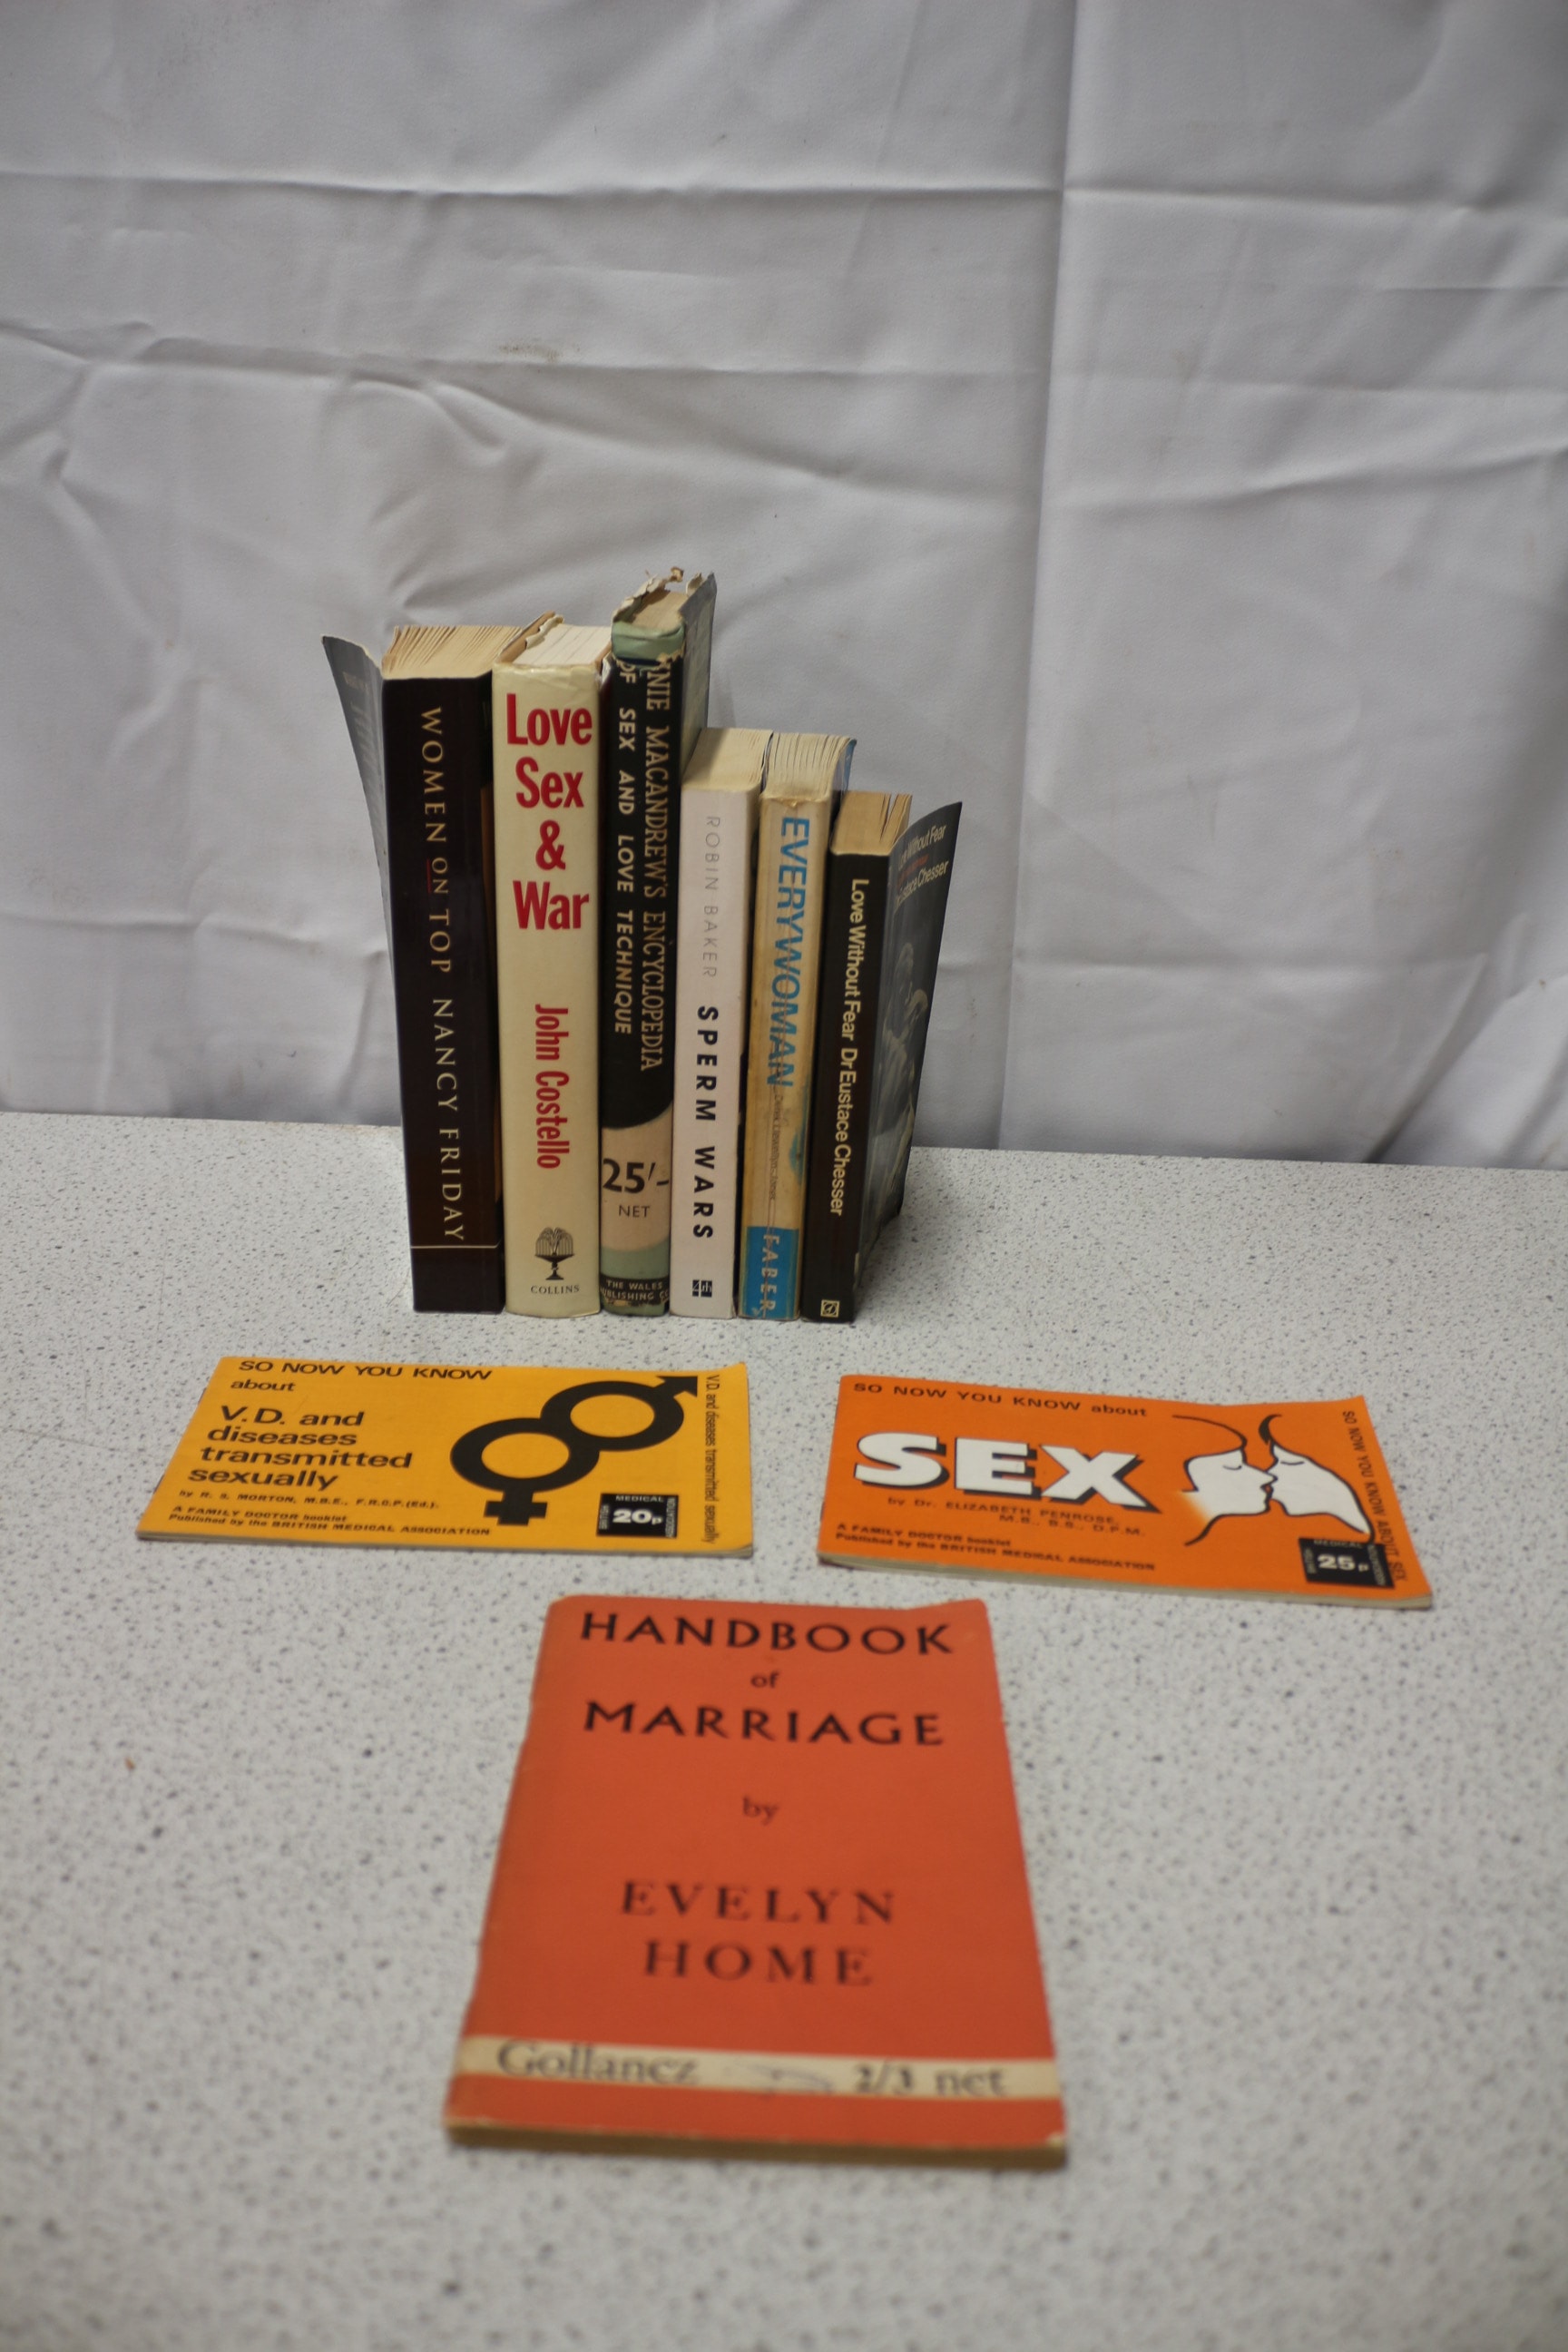 WOMEN ON TOP NANCY FRIDAY
Love
Sex
&
War
John Costello
COLLINS
NIE MACANDREW'S ENCYCLOPEDIA
OF SEX AND LOVE TECHNIQUE
25/-
NET
THE WALES
PUBLISHING
ROBIN BAKER SPERM WARS
EVERYWOMAN
Derek Llewellyn-Jones
FABER
Love Without Fear Dr Eustace Chesser
Without Fear
Eustace Chesser
SO NOW YOU KNOW
about
V.D. and
diseases
transmitted
sexually
by R. S. MORTON, M.B.E., F.R.C.P.(Ed.).
A FAMILY DOCTOR booklet
Published by the BRITISH MEDICAL ASSOCIATION
MEDICAL
20p
V.D. and diseases transmitted sexually
SO NOW YOU KNOW about
SEX
by Dr. ELIZABETH PENROSE,
M.B., B.S., D.P.M.
A FAMILY DOCTOR booklet
Published by the BRITISH MEDICAL ASSOCIATION
MEDICAL
25p
SO NOW YOU KNOW ABOUT SEX
HANDBOOK
of
MARRIAGE
by
EVELYN
HOME
Gollancz 2/3 net